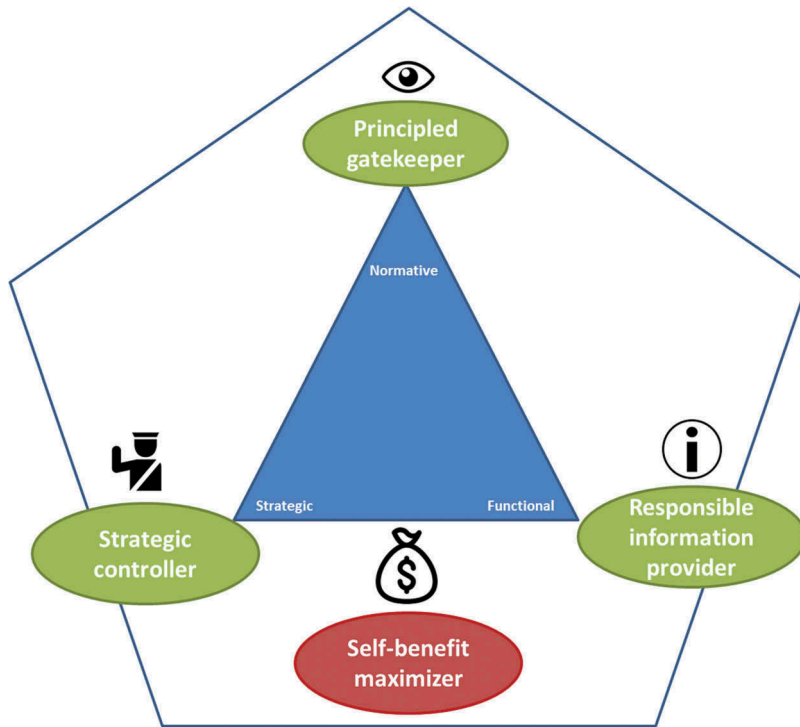 Principled
gatekeeper
Normative
Strategic
Functional
Strategic
controller
Responsible
information
provider
$
Self-benefit
maximizer